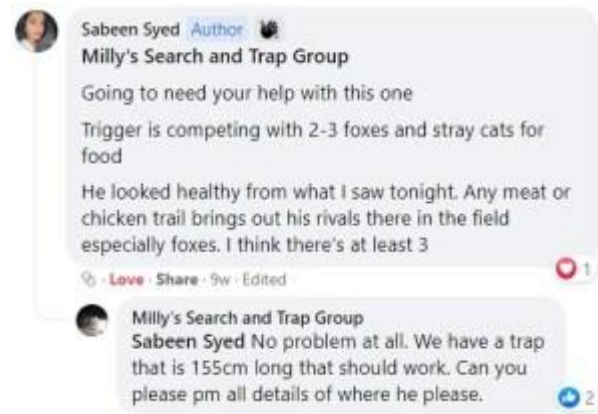 Sabeen Syed Author
Milly's Search and Trap Group
Going to need your help with this one
Trigger is competing with 2-3 foxes and stray cats for
food
He looked healthy from what I saw tonight. Any meat or
chicken trail brings out his rivals there in the field
especially foxes. I think there's at least 3
Love · Share · 9w · Edited
1
Milly's Search and Trap Group
Sabeen Syed No problem at all. We have a trap
that is 155cm long that should work. Can you
please pm all details of where he please.
2